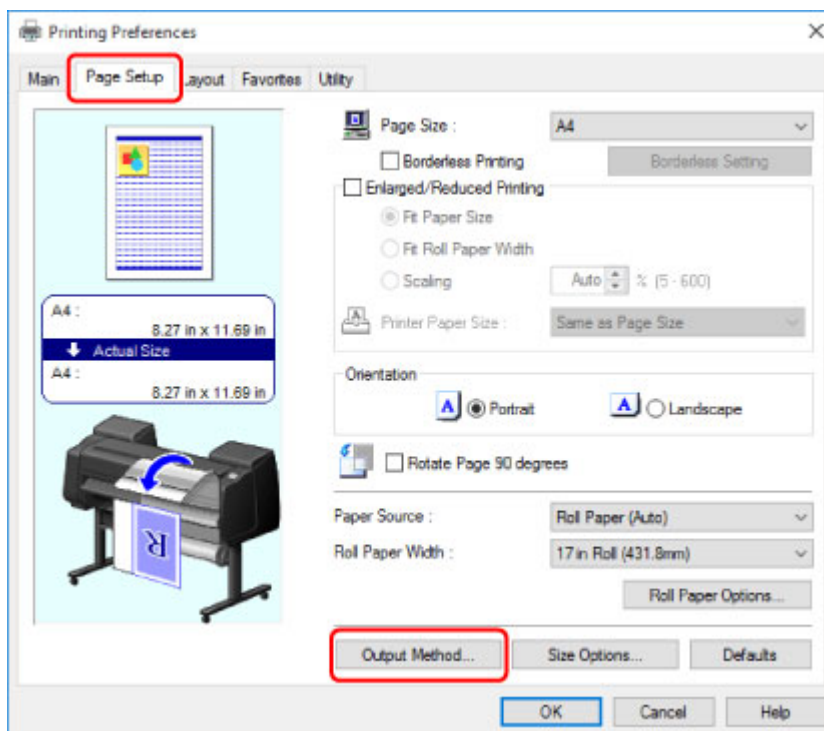 Printing Preferences
Main Page Setup Layout Favorites Utility
Page Size : A4
Borderless Printing Borderless Setting
Enlarged/Reduced Printing
Fit Paper Size
Fit Roll Paper Width
Scaling Auto % (5 - 600)
Printer Paper Size : Same as Page Size
A4 :
8.27 in x 11.69 in
Actual Size
A4 :
8.27 in x 11.69 in
Orientation
A Portrait A Landscape
Rotate Page 90 degrees
R
Paper Source : Roll Paper (Auto)
Roll Paper Width : 17 in Roll (431.8mm)
Roll Paper Options...
Output Method... Size Options... Defaults
OK Cancel Help